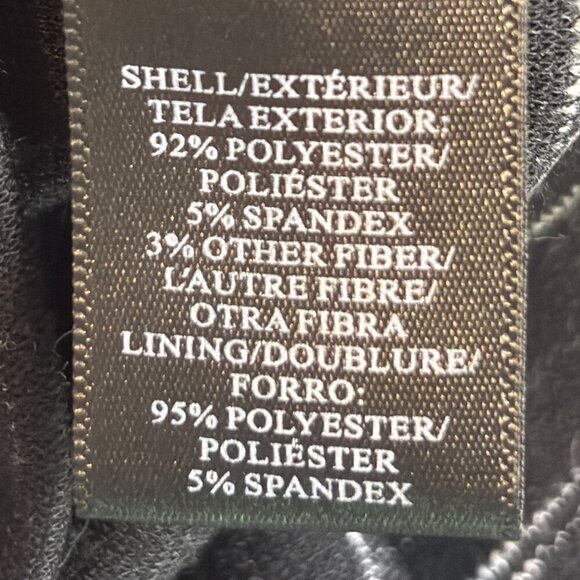 SHELL/EXTÉRIEUR/
TELA EXTERIOR:
92% POLYESTER/
POLIÉSTER
5% SPANDEX
3% OTHER FIBER/
L'AUTRE FIBRE/
OTRA FIBRA
LINING/DOUBLURE/
FORRO:
95% POLYESTER/
POLIÉSTER
5% SPANDEX